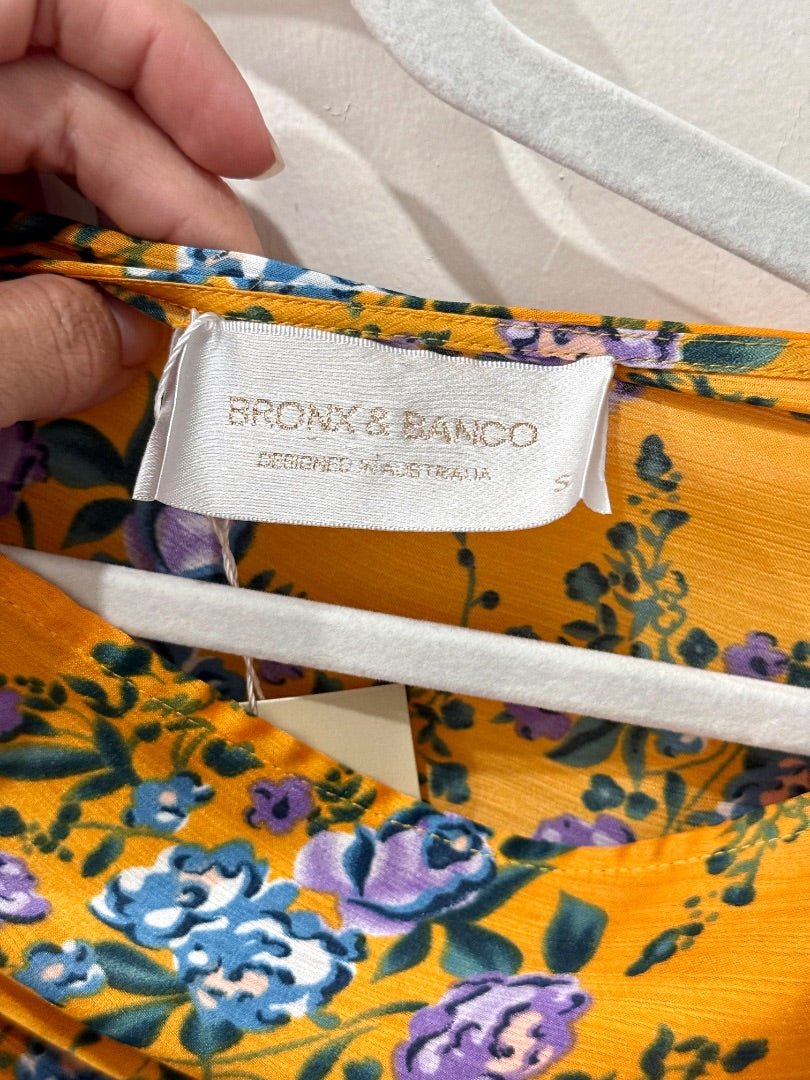 BRONX & BANCO
DESIGNED IN AUSTRALIA
S